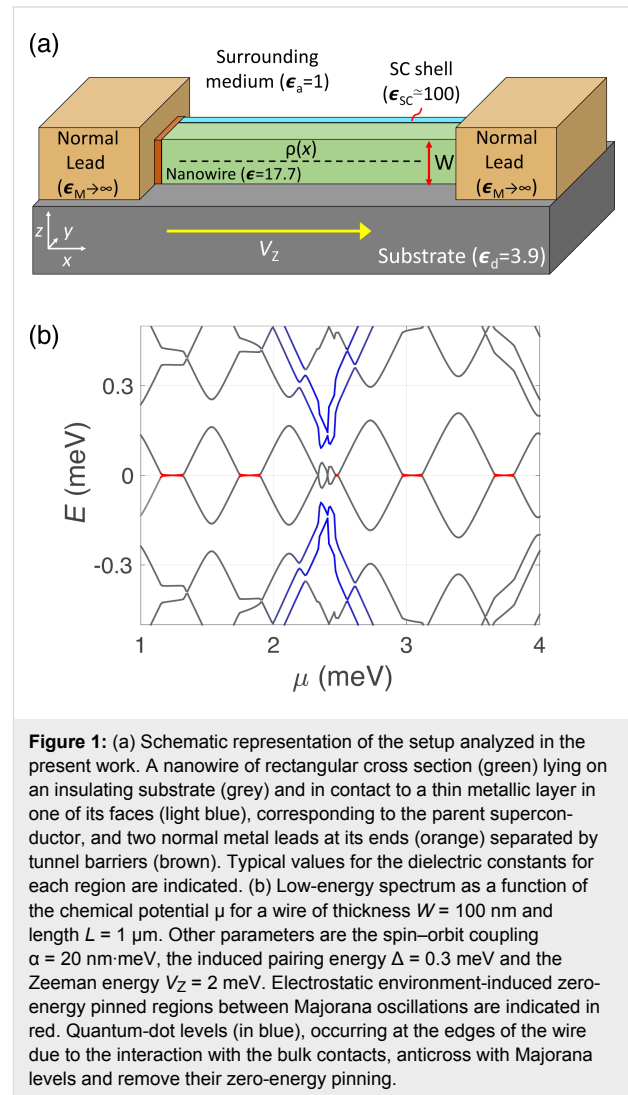 (a)
Surrounding
medium (ϵa=1)
SC shell
(ϵSC≃100)
Normal
Lead
(ϵM→∞)
ρ(x)
Nanowire (ϵ=17.7)
W
Normal
Lead
(ϵM→∞)
z
y
x
VZ
Substrate (ϵd=3.9)
(b)
0.3
0
-0.3
E (meV)
1
2
3
4
μ (meV)
Figure 1: (a) Schematic representation of the setup analyzed in the
present work. A nanowire of rectangular cross section (green) lying on
an insulating substrate (grey) and in contact to a thin metallic layer in
one of its faces (light blue), corresponding to the parent supercon-
ductor, and two normal metal leads at its ends (orange) separated by
tunnel barriers (brown). Typical values for the dielectric constants for
each region are indicated. (b) Low-energy spectrum as a function of
the chemical potential μ for a wire of thickness W = 100 nm and
length L = 1 μm. Other parameters are the spin–orbit coupling
α = 20 nm·meV, the induced pairing energy Δ = 0.3 meV and the
Zeeman energy VZ = 2 meV. Electrostatic environment-induced zero-
energy pinned regions between Majorana oscillations are indicated in
red. Quantum-dot levels (in blue), occurring at the edges of the wire
due to the interaction with the bulk contacts, anticross with Majorana
levels and remove their zero-energy pinning.